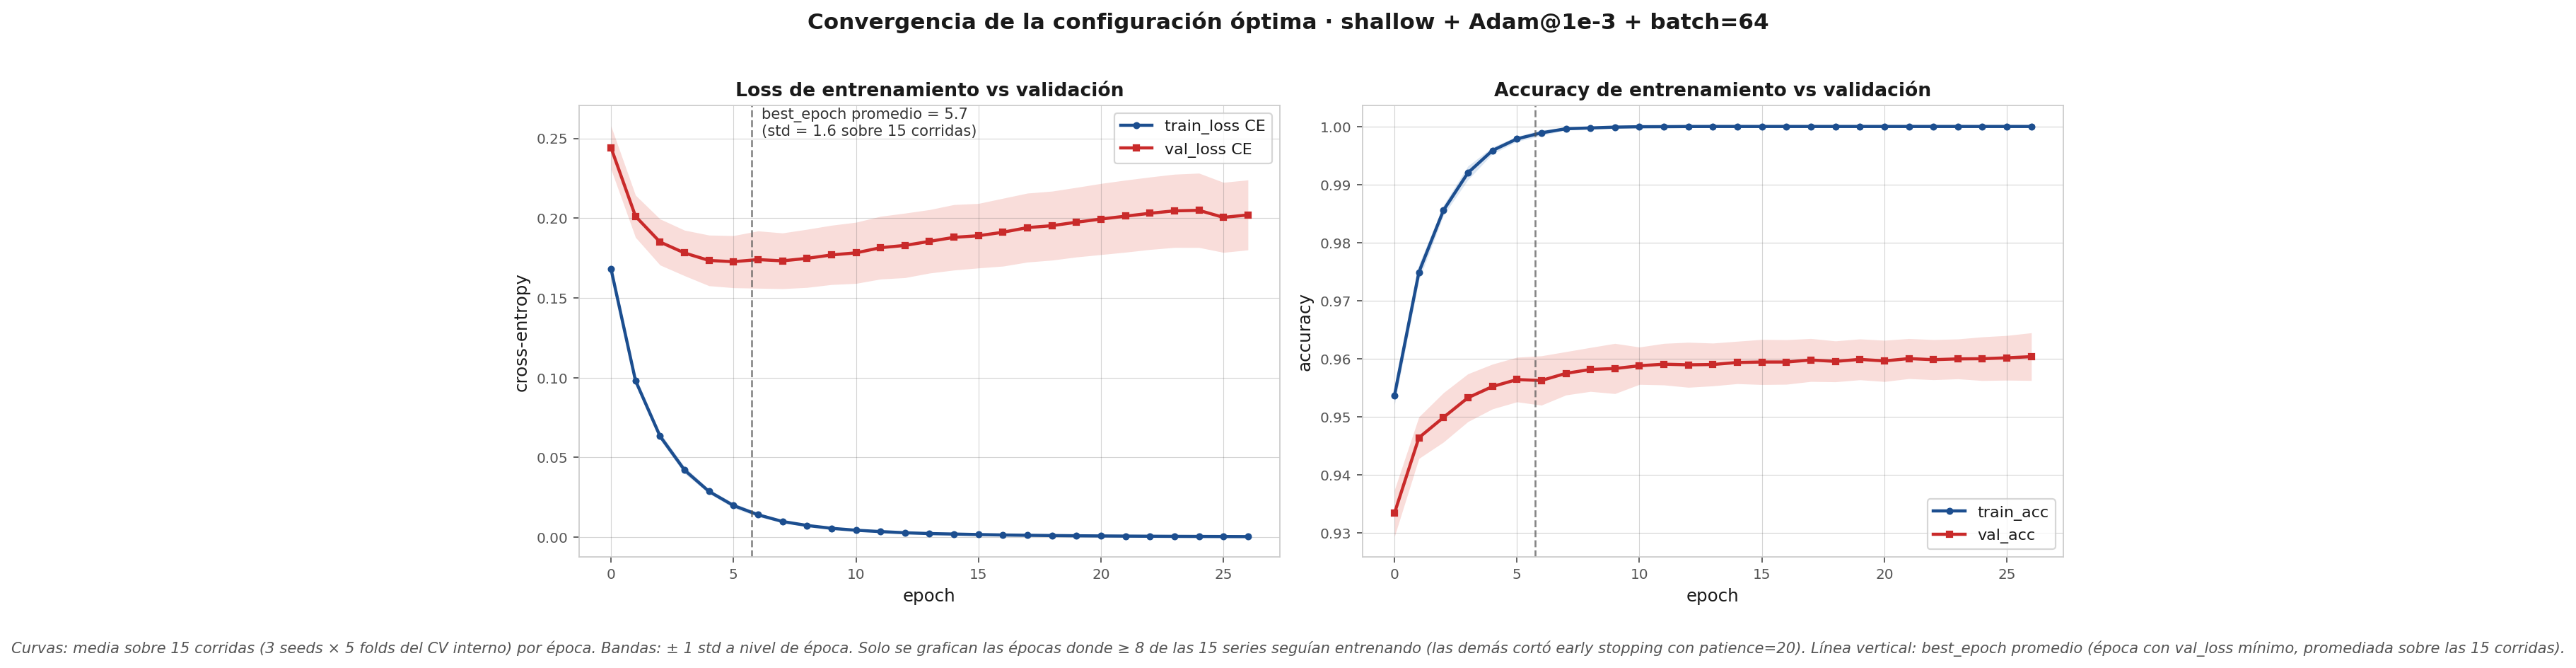 Convergencia de la configuración óptima · shallow + Adam@1e-3 + batch=64
Loss de entrenamiento vs validación
best_epoch promedio = 5.7
(std = 1.6 sobre 15 corridas)
train_loss CE
val_loss CE
cross-entropy
0.25
0.20
0.15
0.10
0.05
0.00
0 5 10 15 20 25
epoch
Accuracy de entrenamiento vs validación
train_acc
val_acc
accuracy
1.00
0.99
0.98
0.97
0.96
0.95
0.94
0.93
0 5 10 15 20 25
epoch
Curvas: media sobre 15 corridas (3 seeds × 5 folds del CV interno) por época. Bandas: ± 1 std a nivel de época. Solo se grafican las épocas donde ≥ 8 de las 15 series seguían entrenando (las demás cortó early stopping con patience=20). Línea vertical: best_epoch promedio (época con val_loss mínimo, promediada sobre las 15 corridas).